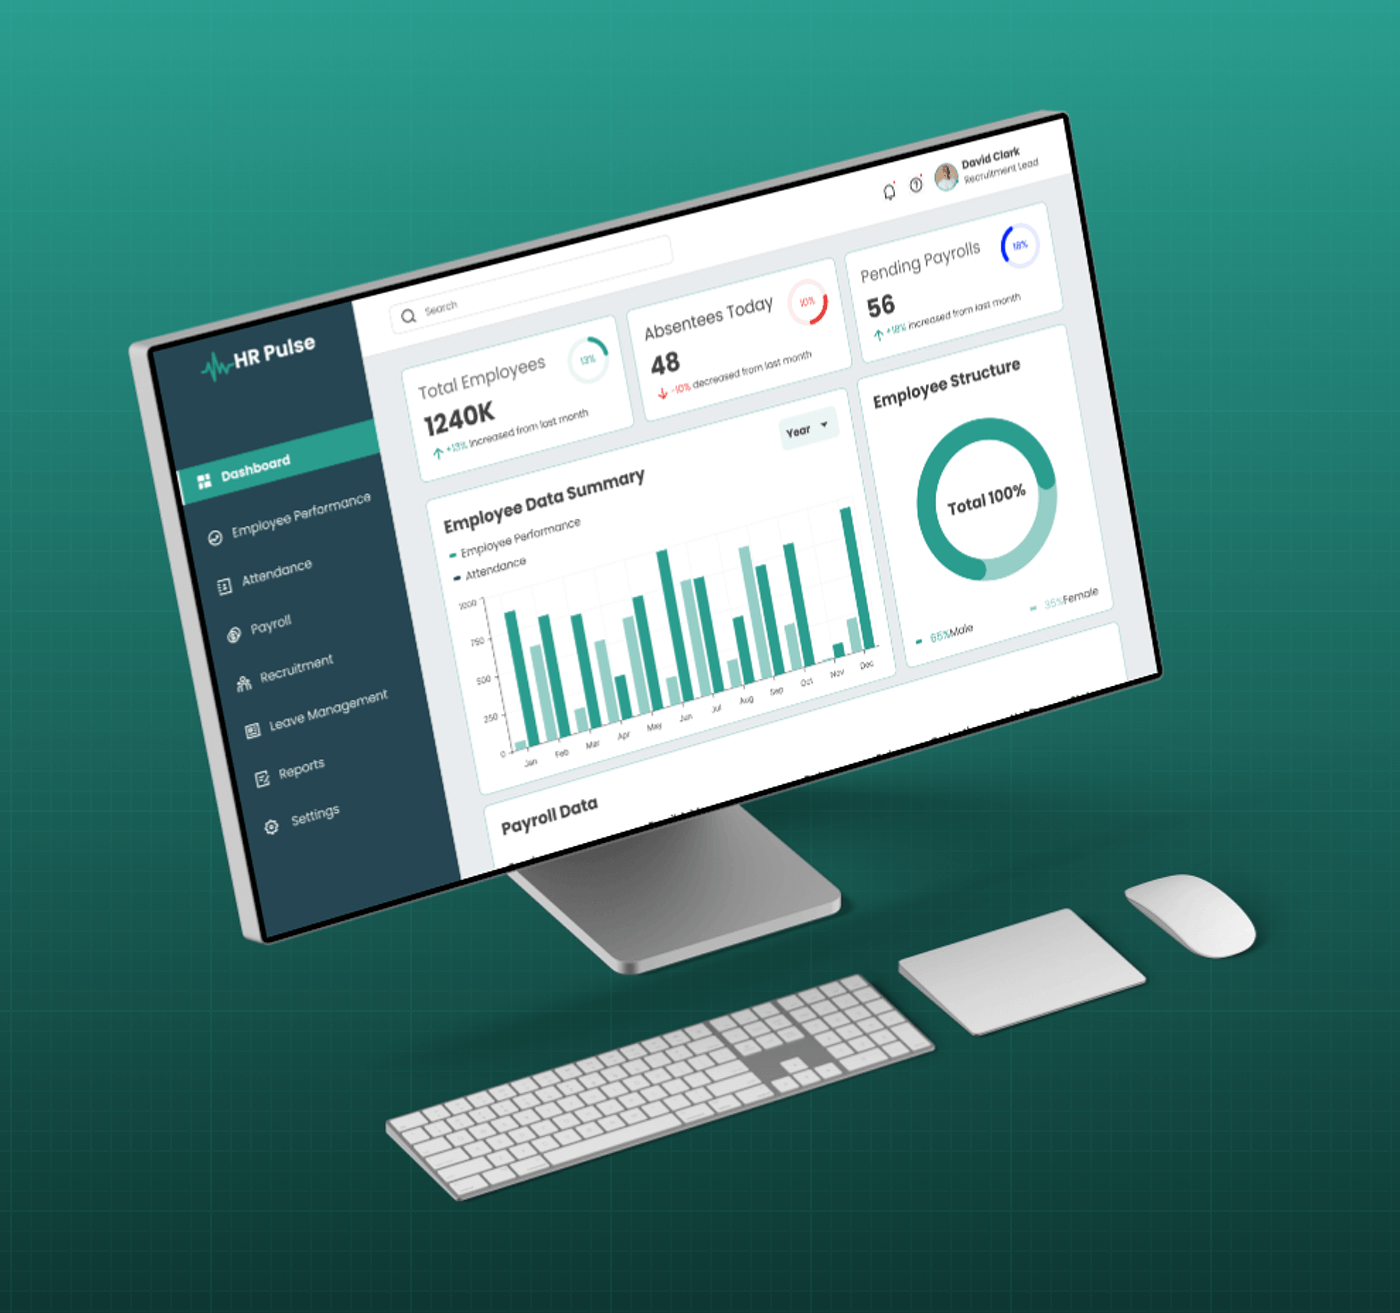 HR Pulse
Dashboard
Employee Performance
Attendance
Payroll
Recruitment
Leave Management
Reports
Settings
Search
David Clark
Recruitment Lead
Total Employees
13%
1240K
+13% Increased from last month
Absentees Today
10%
48
-10% decreased from last month
Pending Payrolls
18%
56
+18% increased from last month
Employee Data Summary
Year
Employee Performance
Attendance
1000
750
500
250
0
Jan Feb Mar Apr May Jun Jul Aug Sep Oct Nov Dec
Employee Structure
Total 100%
65%Male
35%Female
Payroll Data